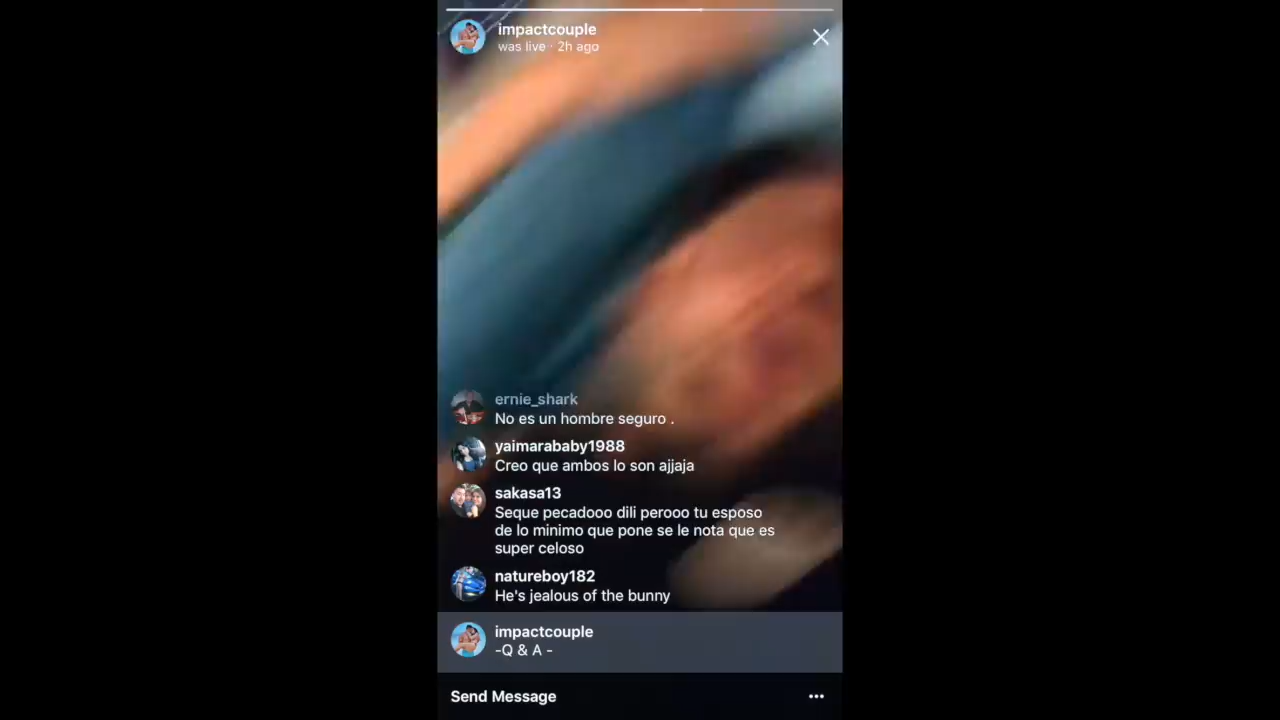 impactcouple
was live · 2h ago
ernie_shark
No es un hombre seguro .
yaimarababy1988
Creo que ambos lo son ajjaja
sakasa13
Seque pecadooo dili perooo tu esposo
de lo minimo que pone se le nota que es
super celoso
natureboy182
He's jealous of the bunny
impactcouple
-Q & A -
Send Message